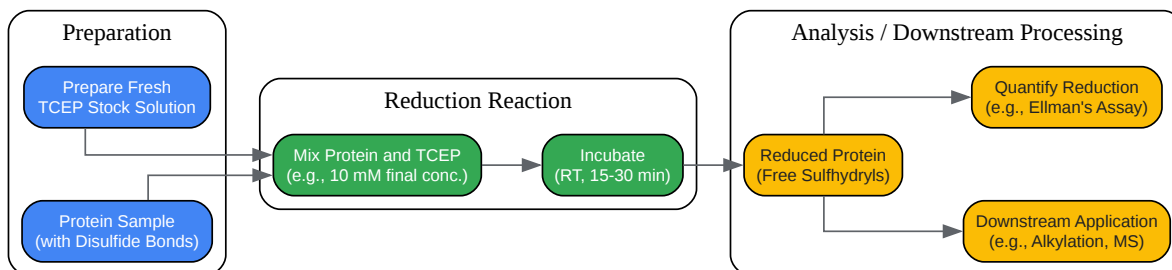 Preparation
Prepare Fresh
TCEP Stock Solution
Protein Sample
(with Disulfide Bonds)
Reduction Reaction
Mix Protein and TCEP
(e.g., 10 mM final conc.)
Incubate
(RT, 15-30 min)
Analysis / Downstream Processing
Reduced Protein
(Free Sulfhydryls)
Quantify Reduction
(e.g., Ellman's Assay)
Downstream Application
(e.g., Alkylation, MS)